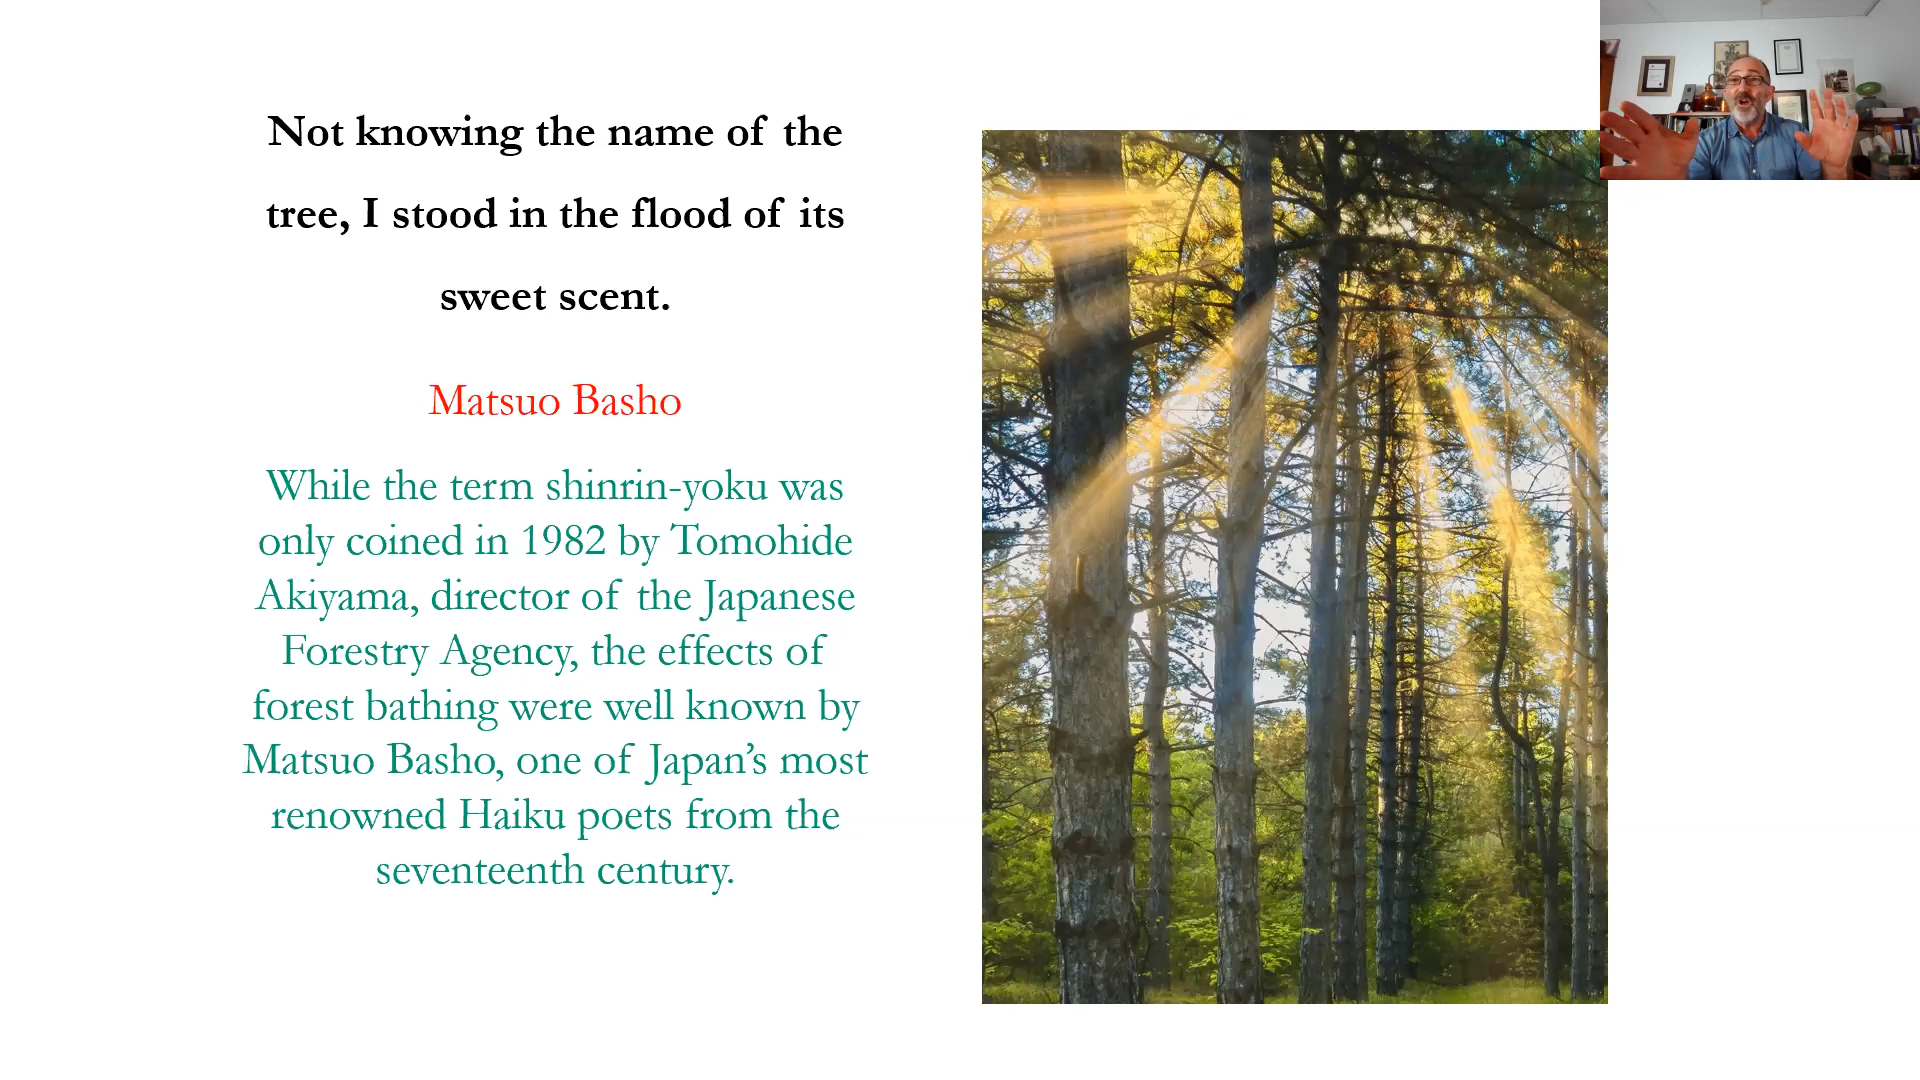 Not knowing the name of the
tree, I stood in the flood of its
sweet scent.
Matsuo Basho
While the term shinrin-yoku was
only coined in 1982 by Tomohide
Akiyama, director of the Japanese
Forestry Agency, the effects of
forest bathing were well known by
Matsuo Basho, one of Japan’s most
renowned Haiku poets from the
seventeenth century.